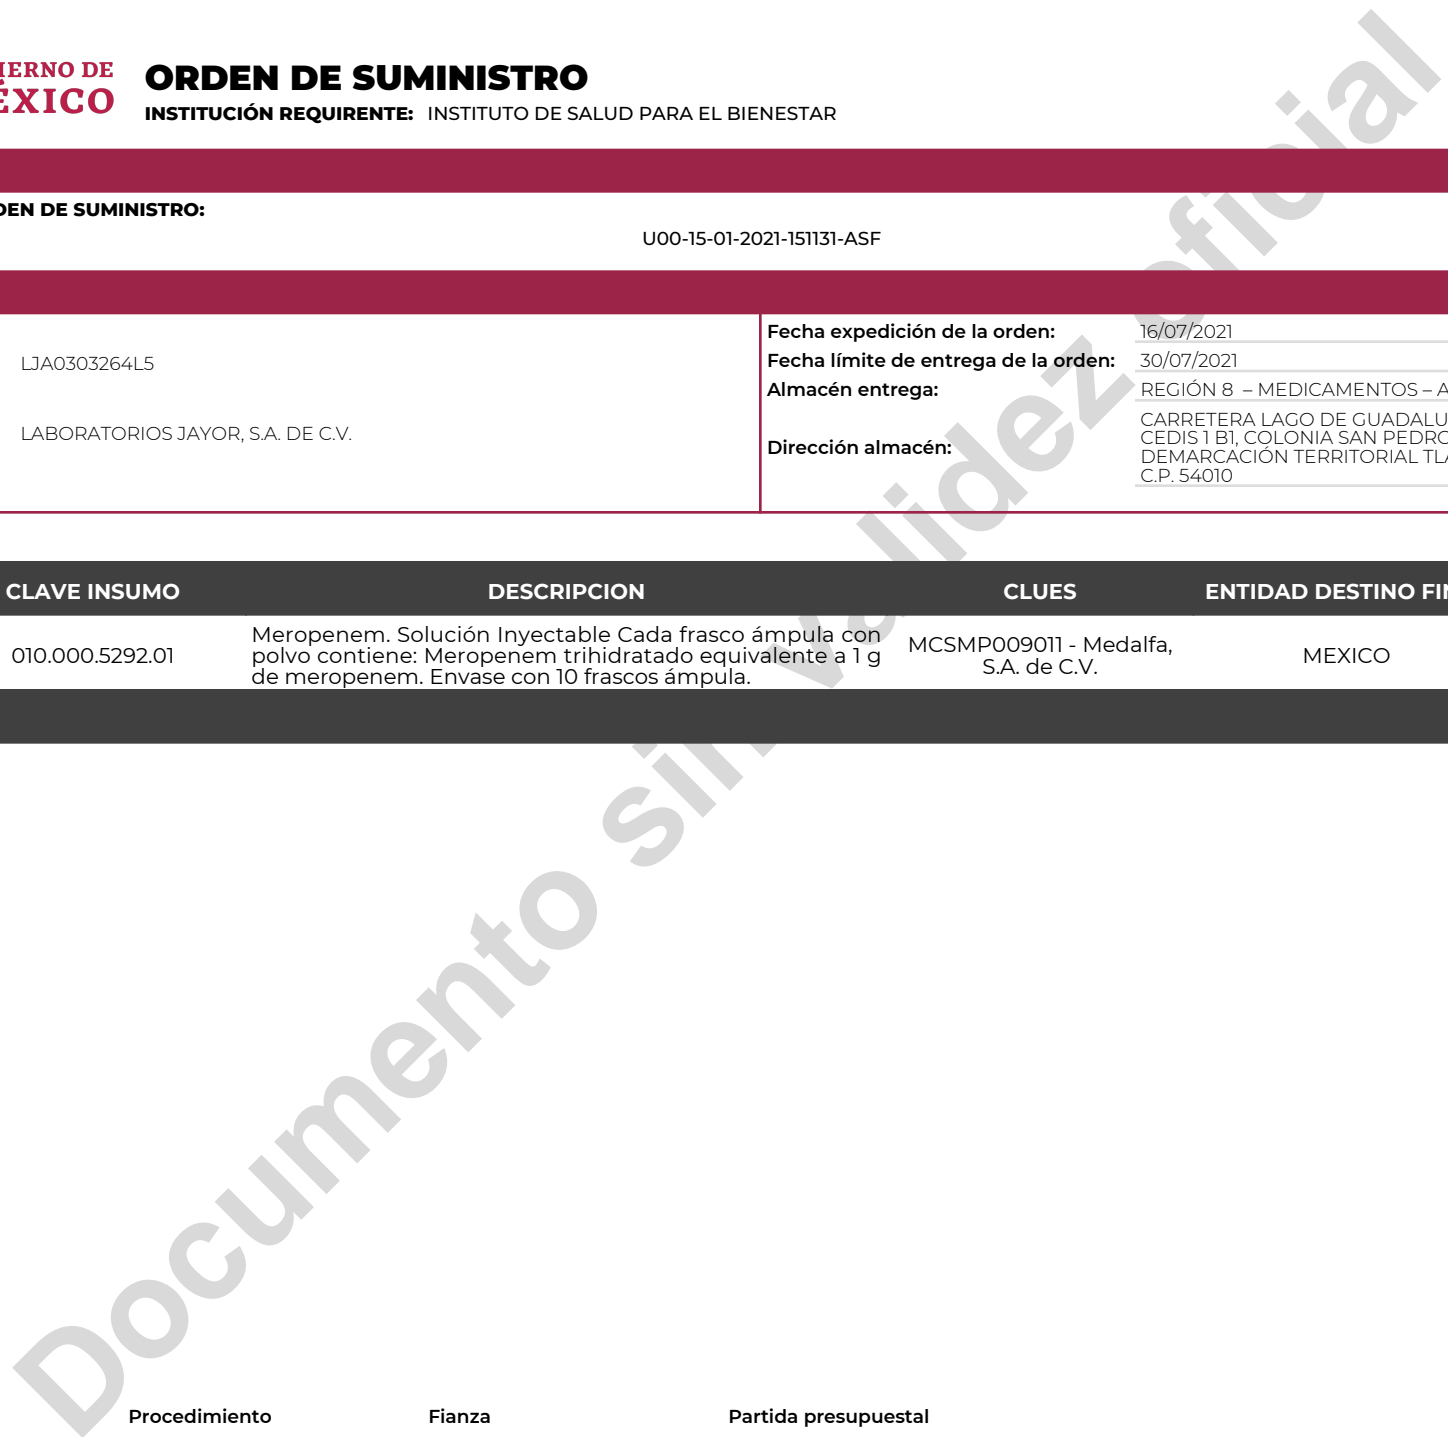 IERNO DE
ÉXICO
ORDEN DE SUMINISTRO
INSTITUCIÓN REQUIRENTE: INSTITUTO DE SALUD PARA EL BIENESTAR
DEN DE SUMINISTRO:
U00-15-01-2021-151131-ASF
LJA0303264L5
LABORATORIOS JAYOR, S.A. DE C.V.
Fecha expedición de la orden: 16/07/2021
Fecha límite de entrega de la orden: 30/07/2021
Almacén entrega: REGIÓN 8 – MEDICAMENTOS – A
Dirección almacén: CARRETERA LAGO DE GUADALU
CEDIS 1 B1, COLONIA SAN PEDRO
DEMARCACIÓN TERRITORIAL TLA
C.P. 54010
CLAVE INSUMO DESCRIPCION CLUES ENTIDAD DESTINO FIN
010.000.5292.01
Meropenem. Solución Inyectable Cada frasco ámpula con
polvo contiene: Meropenem trihidratado equivalente a 1 g
de meropenem. Envase con 10 frascos ámpula.
MCSMP009011 - Medalfa,
S.A. de C.V.
MEXICO
Documento sin validez oficial
Procedimiento Fianza Partida presupuestal